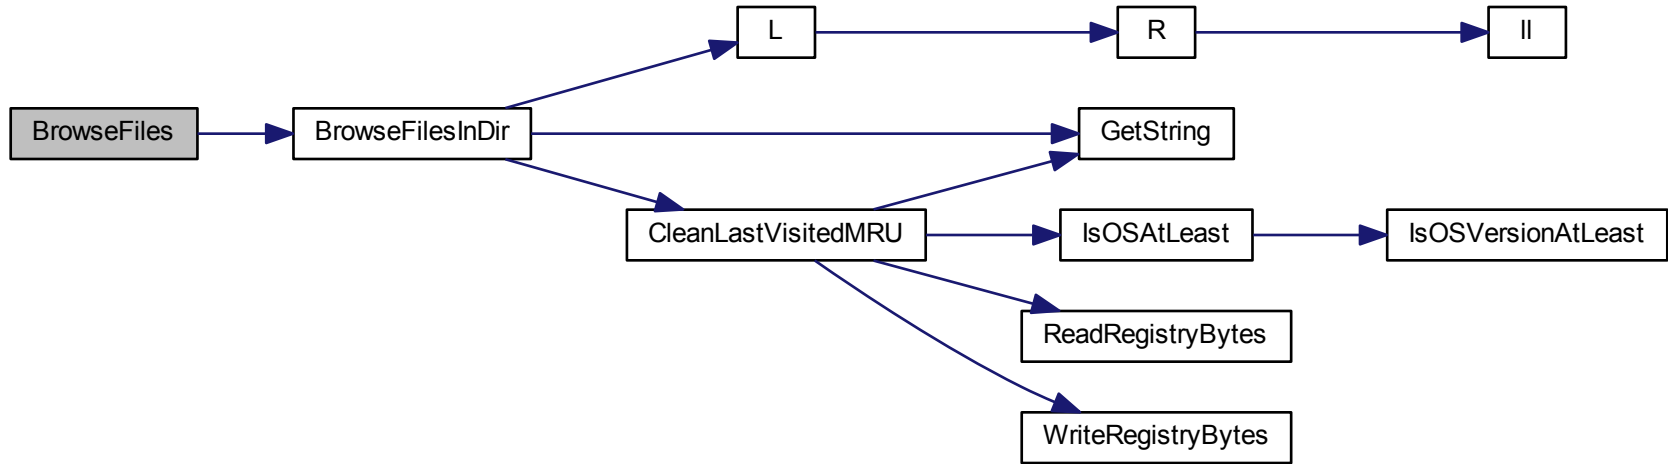 L
R
ll
BrowseFiles
BrowseFilesInDir
GetString
CleanLastVisitedMRU
IsOSAtLeast
IsOSVersionAtLeast
ReadRegistryBytes
WriteRegistryBytes